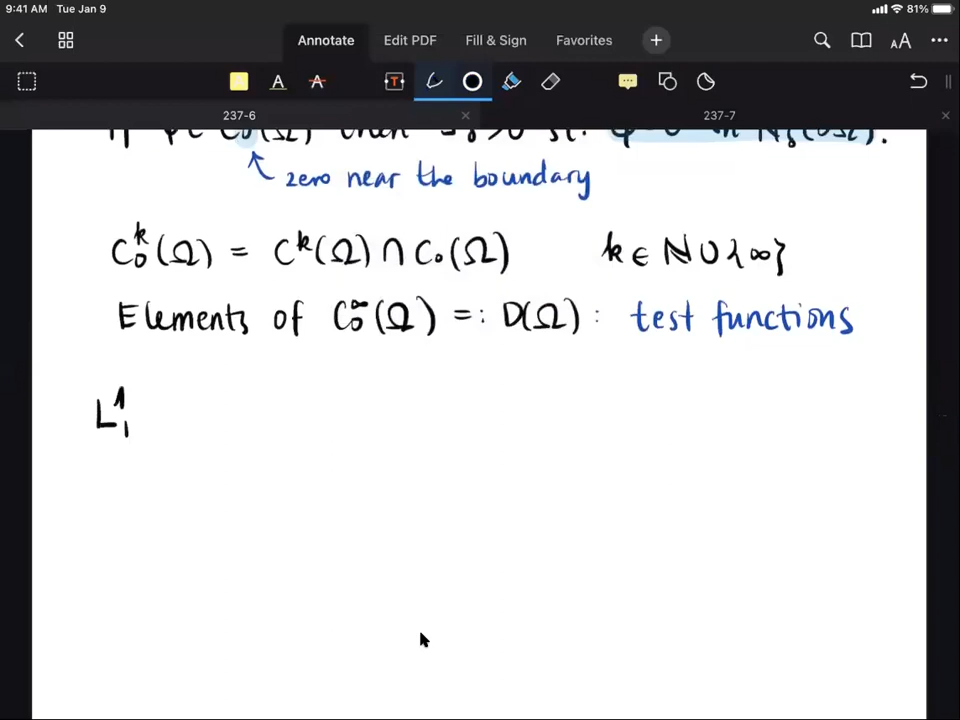 9:41 AM Tue Jan 9 81%
Annotate Edit PDF Fill & Sign Favorites
237-6 237-7
zero near the boundary
C₀ᵏ(Ω) = Cᵏ(Ω) ∩ C₀(Ω) k ∈ ℕ ∪ {∞}
Elements of C₀^∞(Ω) =: D(Ω) : test functions
L¹₁